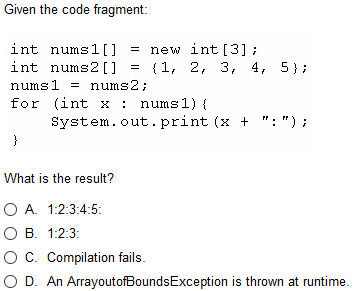 Given the code fragment:
int nums1[] = new int[3];
int nums2[] = {1, 2, 3, 4, 5};
nums1 = nums2;
for (int x : nums1){
System.out.print(x + ":");
}
What is the result?
A. 1:2:3:4:5:
B. 1:2:3:
C. Compilation fails.
D. An ArrayoutofBoundsException is thrown at runtime.